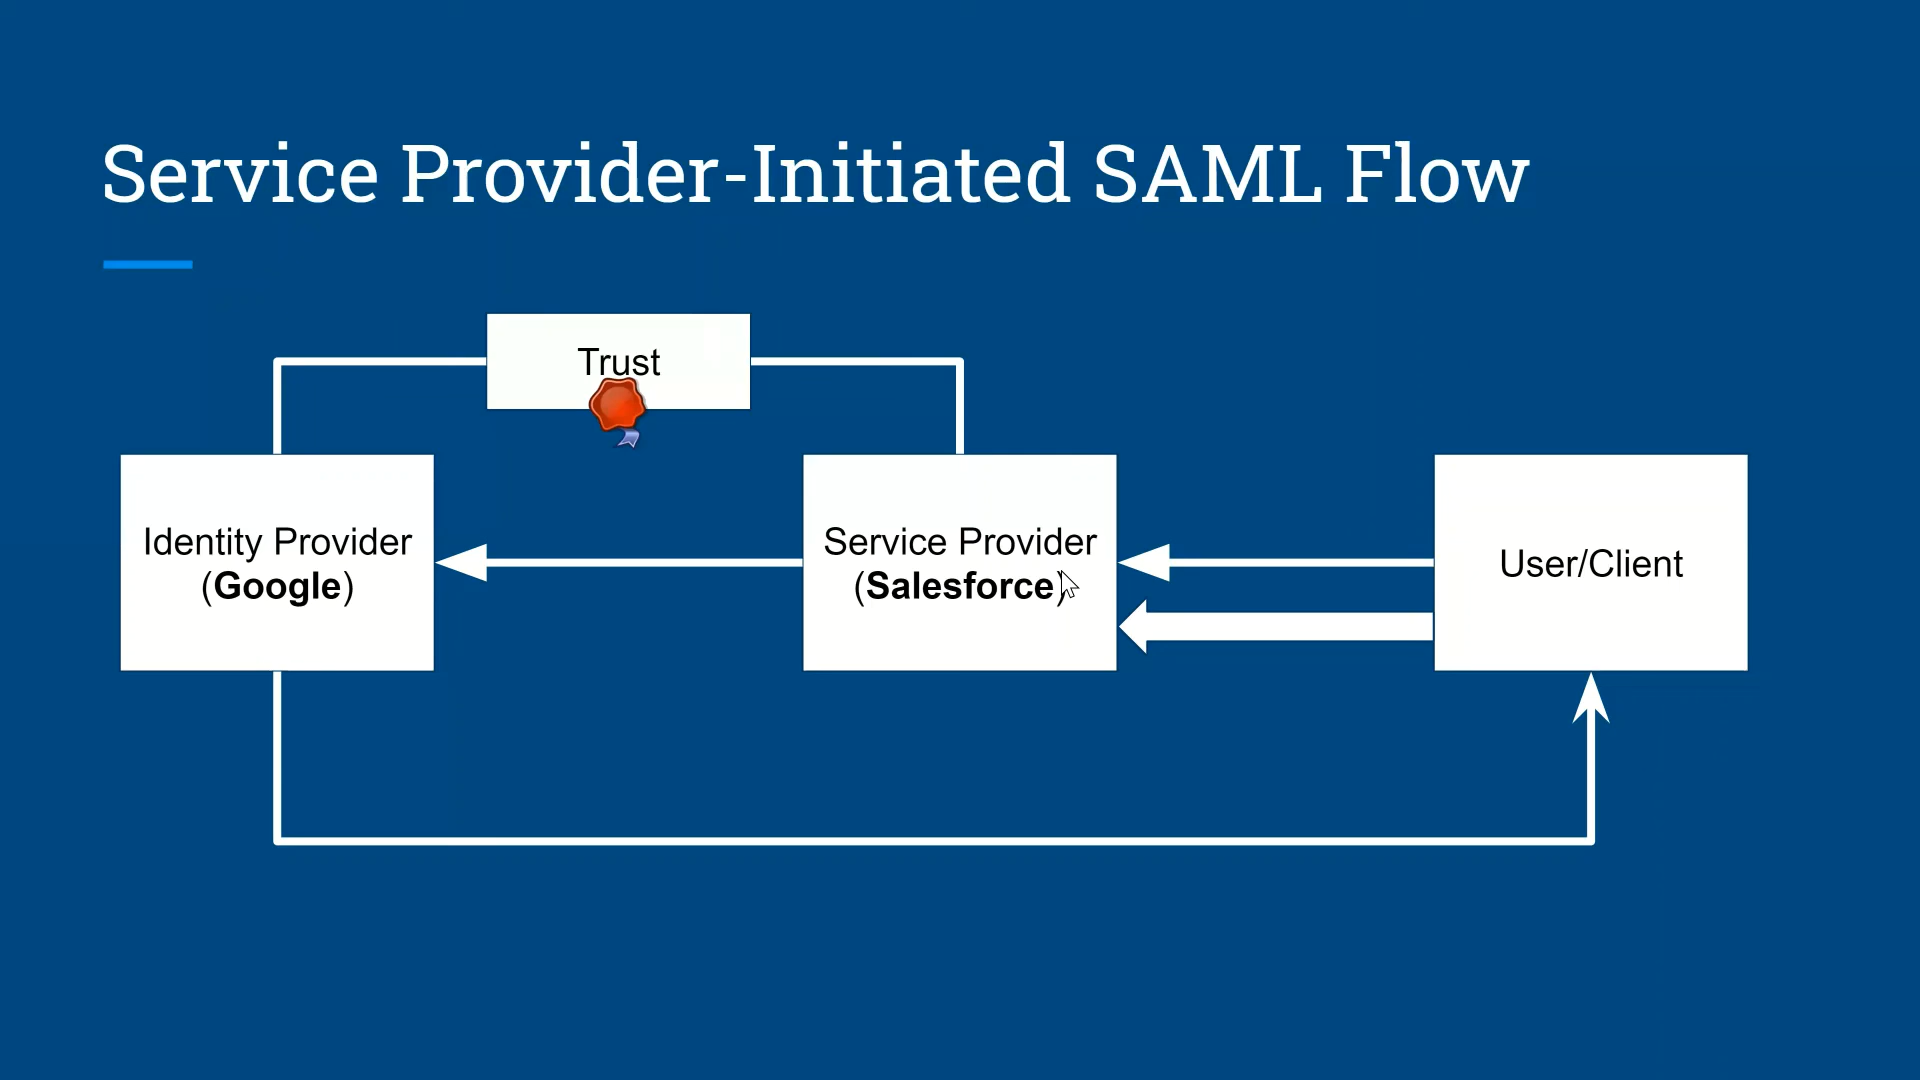 Service Provider-Initiated SAML Flow
Trust
Identity Provider
(Google)
Service Provider
(Salesforce)
User/Client